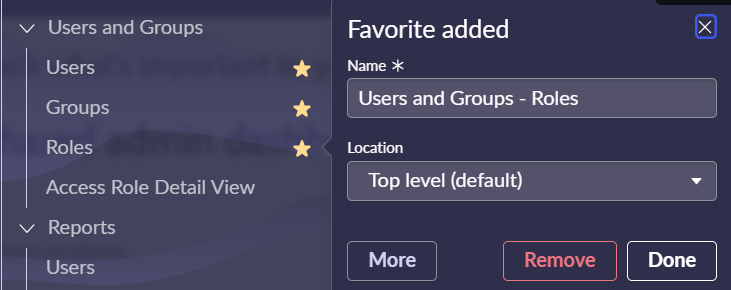 Users and Groups
Users
Groups
Roles
Access Role Detail View
Reports
Users
Favorite added
Name
Users and Groups - Roles
Location
Top level (default)
More
Remove
Done